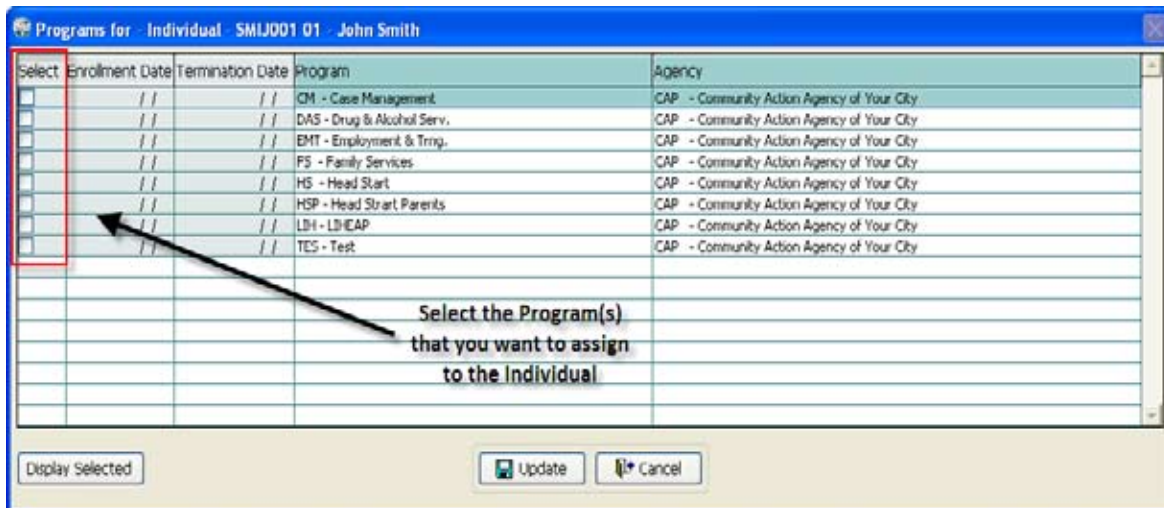 Programs for - Individual - SMIJ001 01 - John Smith
Select Enrollment Date Termination Date Program Agency
/ / / / CM - Case Management CAP - Community Action Agency of Your City
/ / / / DAS - Drug & Alcohol Serv. CAP - Community Action Agency of Your City
/ / / / EMT - Employment & Trng. CAP - Community Action Agency of Your City
/ / / / FS - Family Services CAP - Community Action Agency of Your City
/ / / / HS - Head Start CAP - Community Action Agency of Your City
/ / / / HSP - Head Strart Parents CAP - Community Action Agency of Your City
/ / / / LIH - LIHEAP CAP - Community Action Agency of Your City
/ / / / TES - Test CAP - Community Action Agency of Your City
Select the Program(s)
that you want to assign
to the Individual
Display Selected Update Cancel